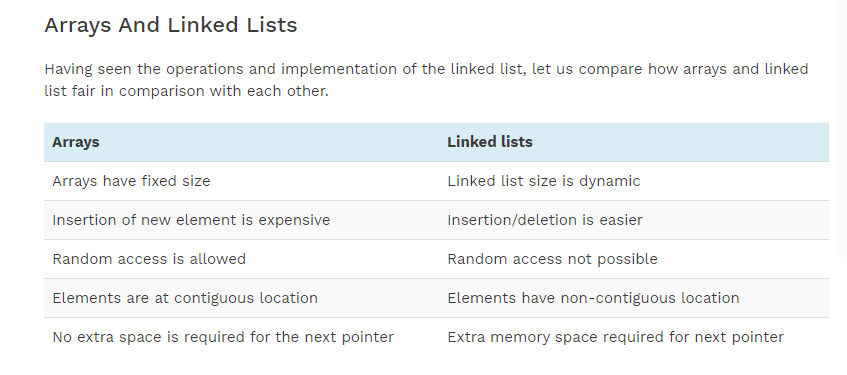 Arrays And Linked Lists
Having seen the operations and implementation of the linked list, let us compare how arrays and linked
list fair in comparison with each other.
Arrays Linked lists
Arrays have fixed size Linked list size is dynamic
Insertion of new element is expensive Insertion/deletion is easier
Random access is allowed Random access not possible
Elements are at contiguous location Elements have non-contiguous location
No extra space is required for the next pointer Extra memory space required for next pointer